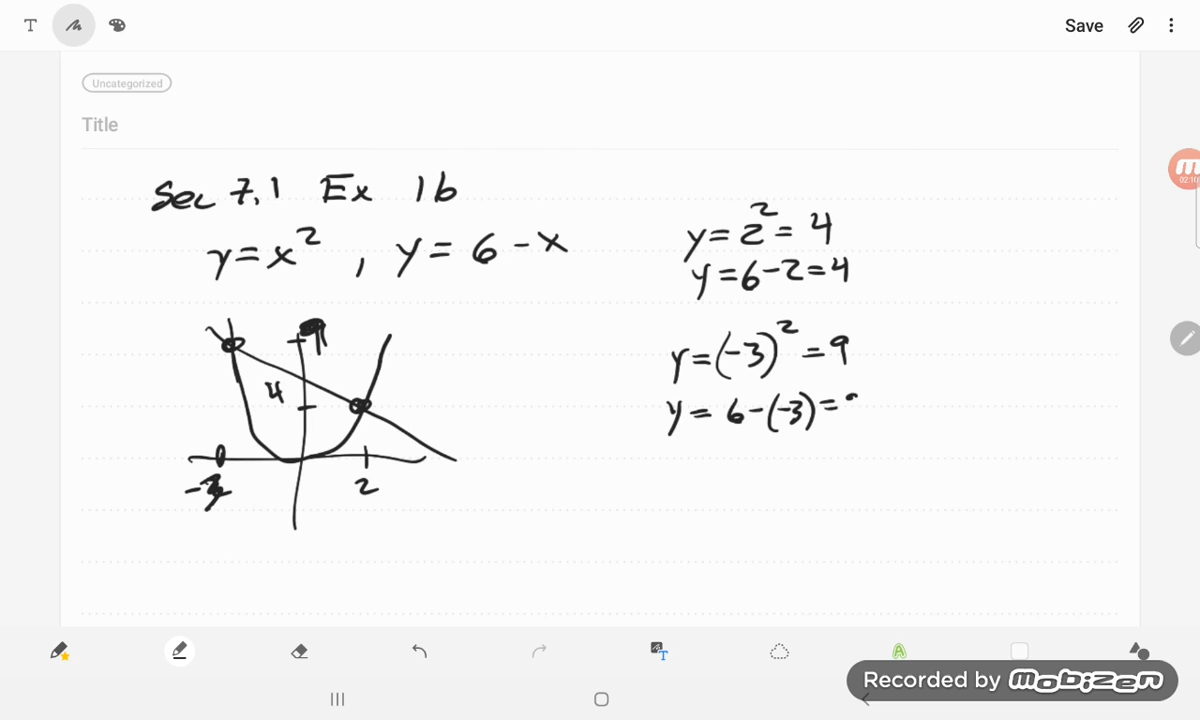 T
Save
Uncategorized
Title
Sec 7.1 Ex 1b
y = x², y = 6 - x
y = 2² = 4
y = 6 - 2 = 4
y = (-3)² = 9
y = 6 - (-3) =
4
-3
2
T
A
Recorded by mobizen